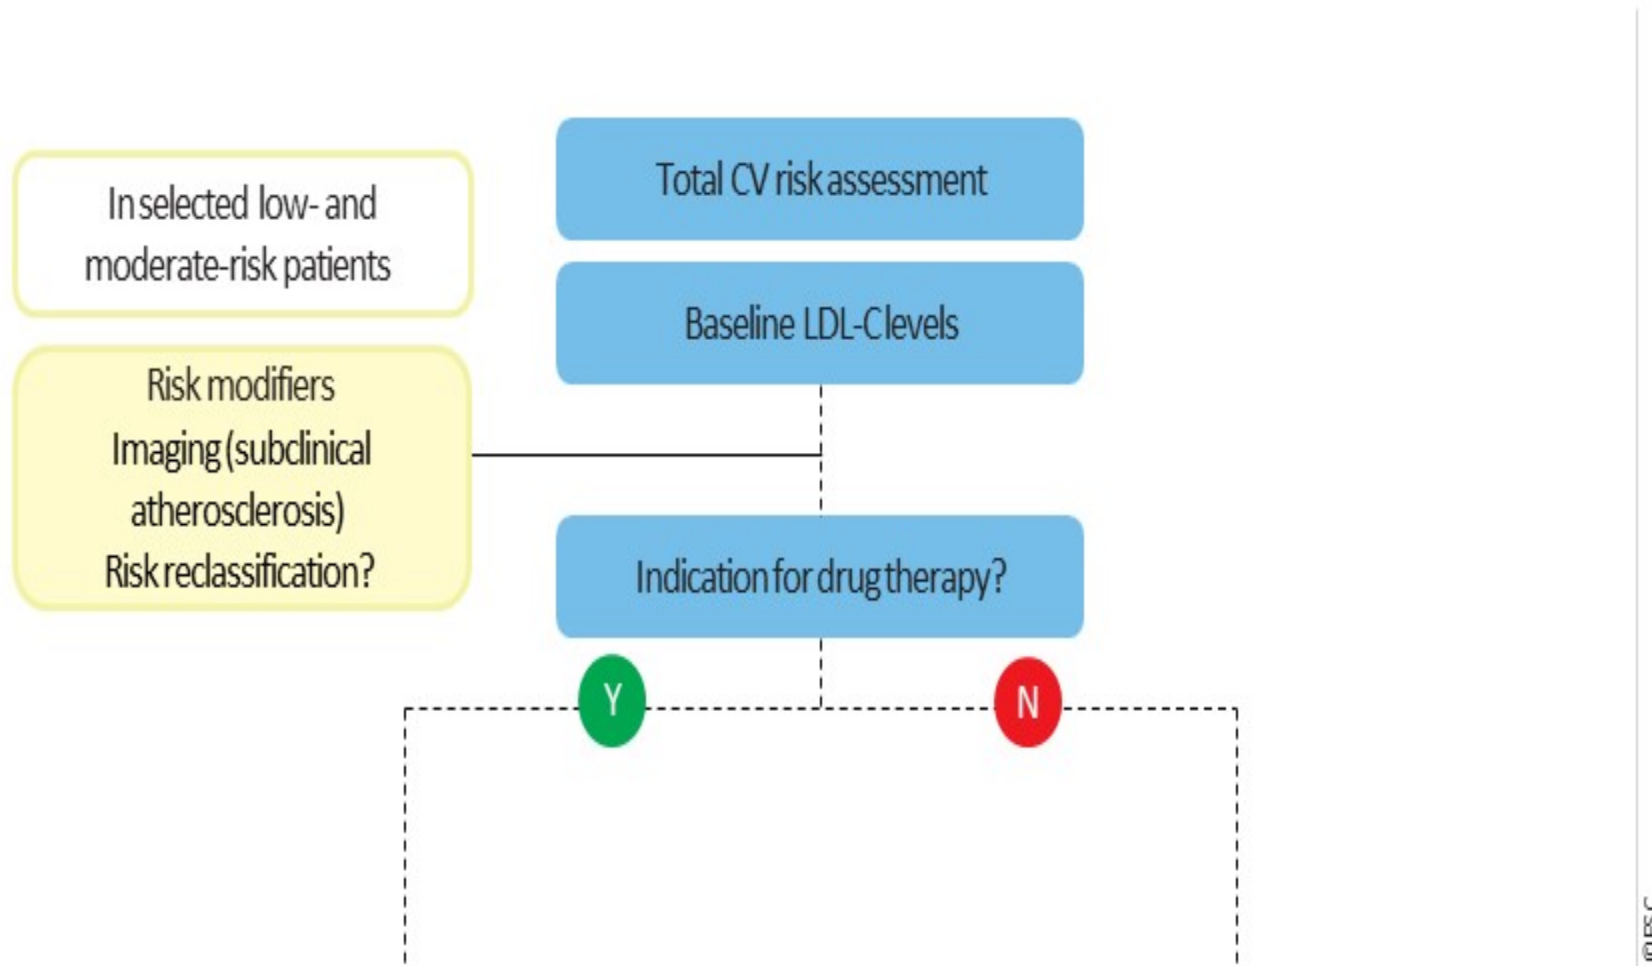 Total CV risk assessment
In selected low- and
moderate-risk patients
Baseline LDL-C levels
Risk modifiers
Imaging (subclinical
atherosclerosis)
Risk reclassification?
Indication for drug therapy?
Y
N
©ESC